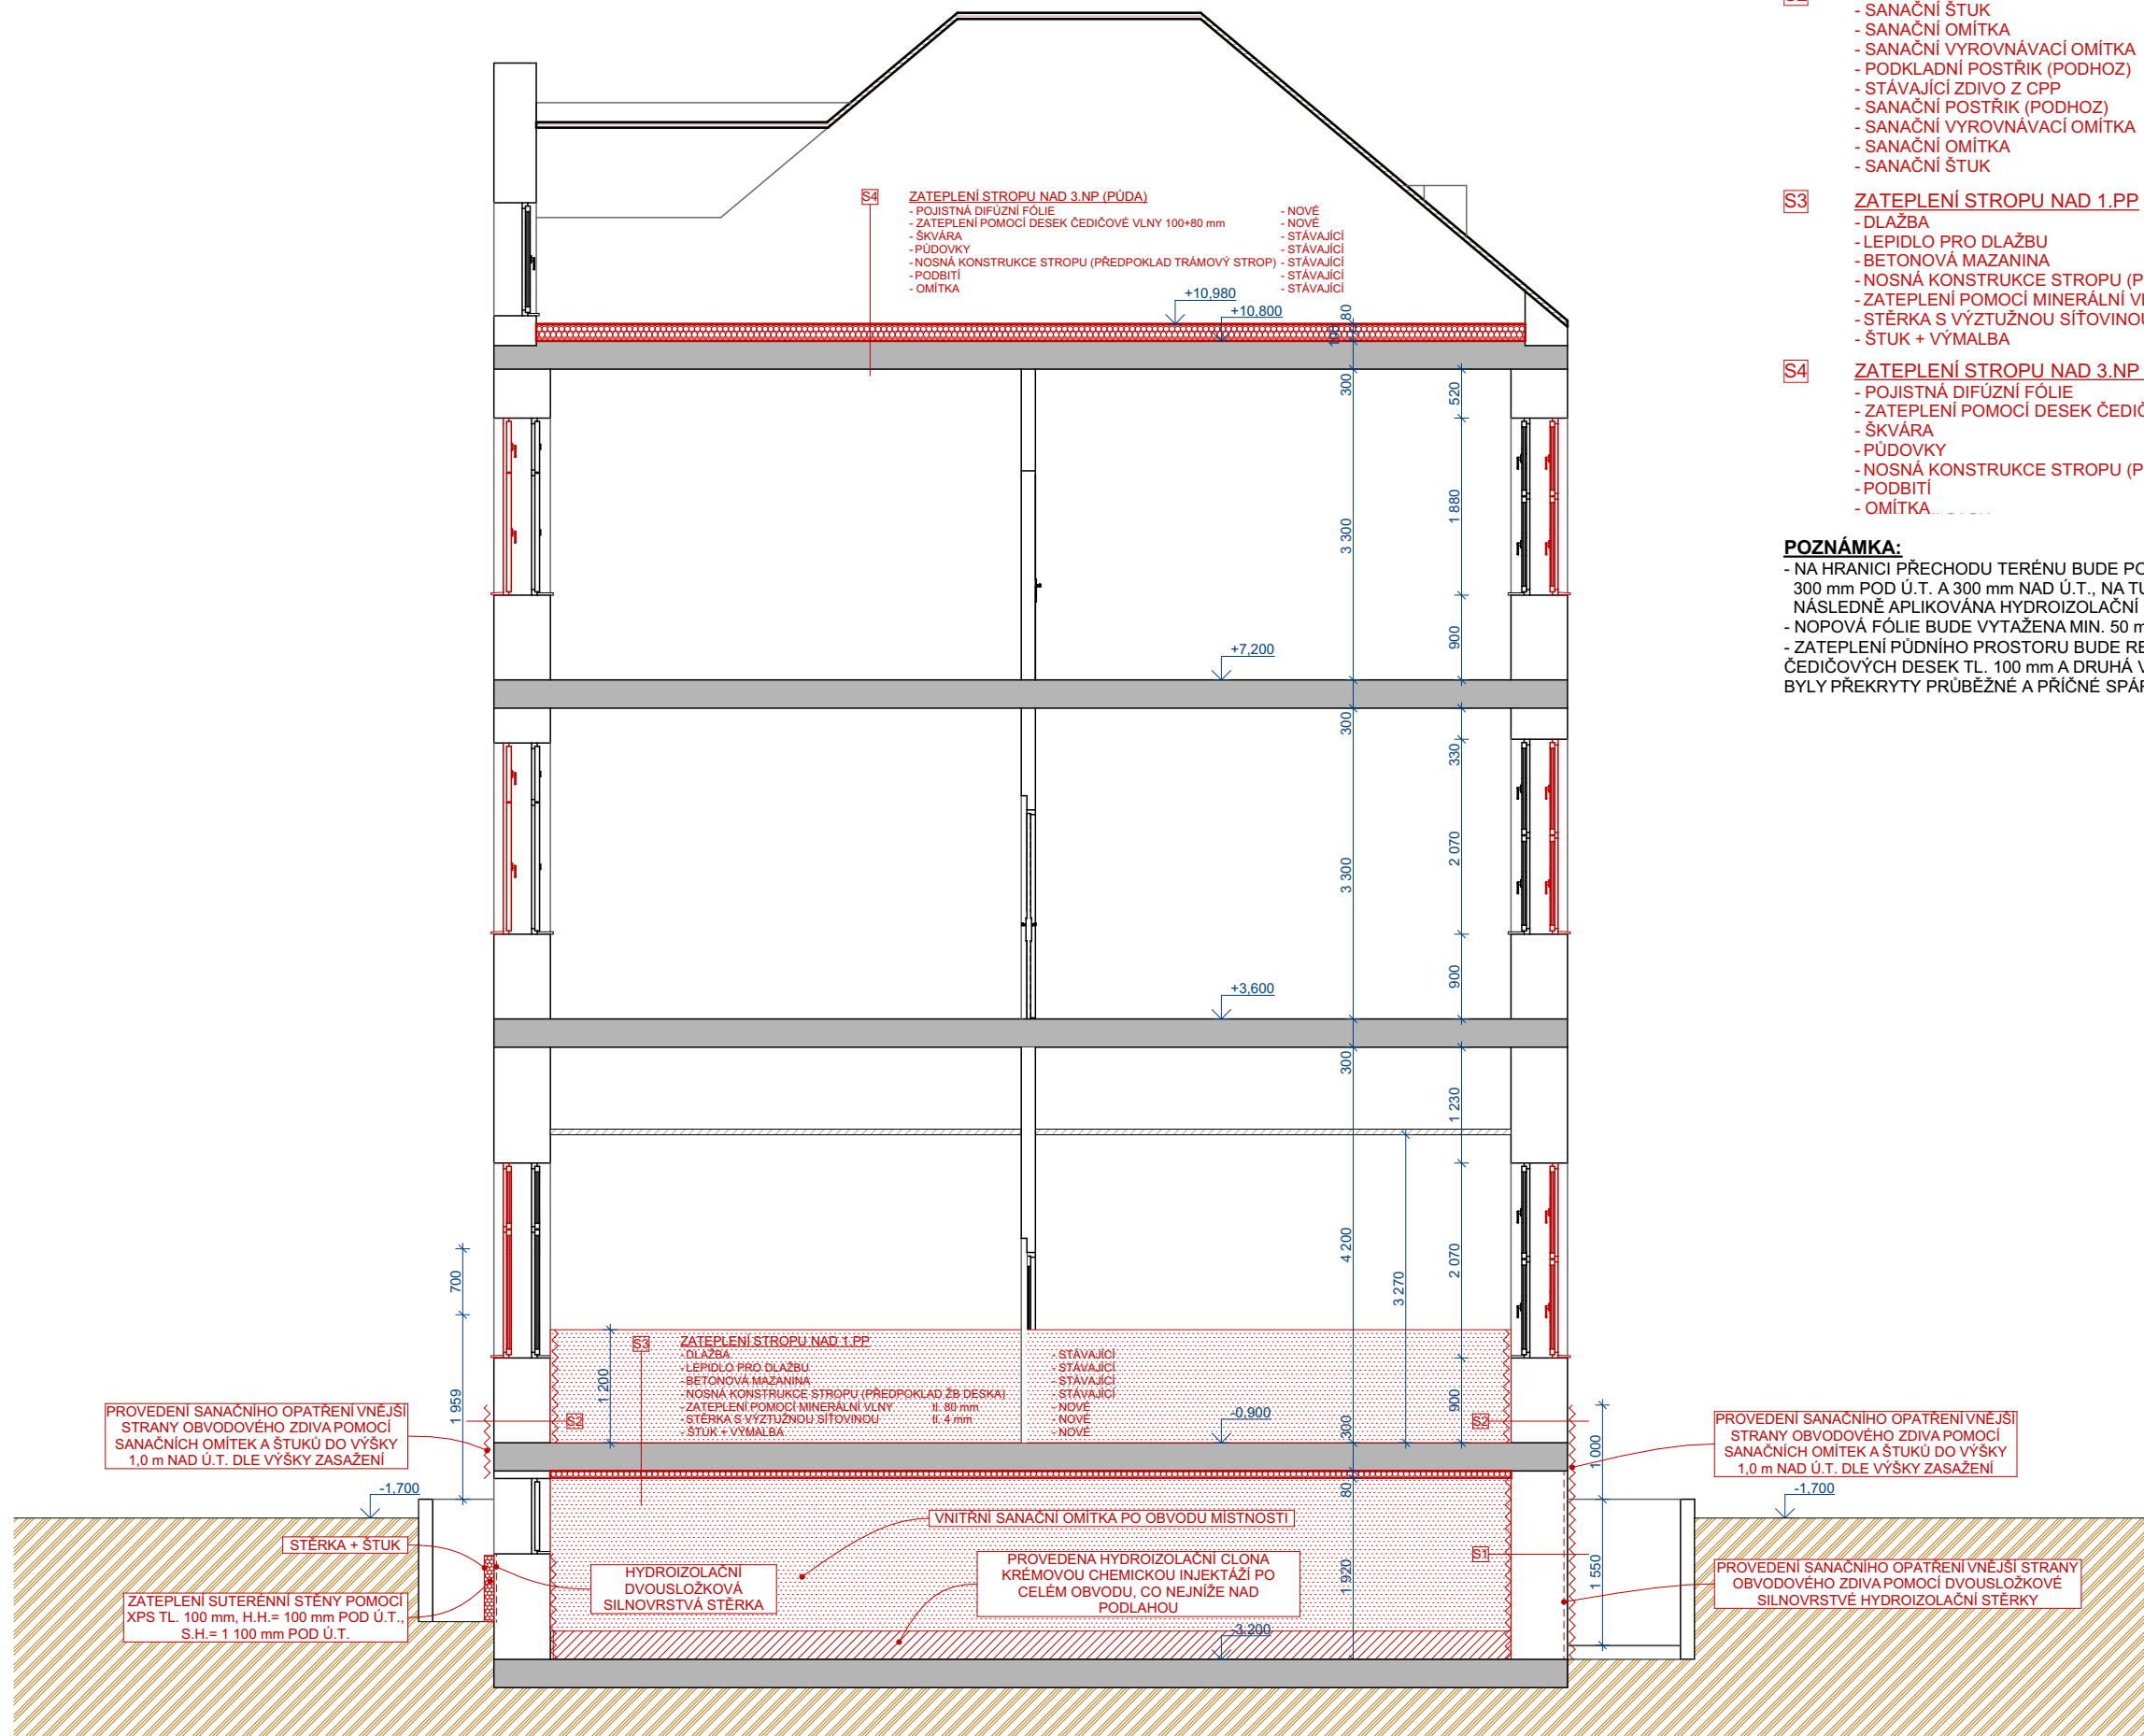 - SANAČNÍ ŠTUK
- SANAČNÍ OMÍTKA
- SANAČNÍ VYROVNÁVACÍ OMÍTKA
- PODKLADNÍ POSTŘIK (PODHOZ)
- STÁVAJÍCÍ ZDIVO Z CPP
- SANAČNÍ POSTŘIK (PODHOZ)
- SANAČNÍ VYROVNÁVACÍ OMÍTKA
- SANAČNÍ OMÍTKA
- SANAČNÍ ŠTUK
S3 ZATEPLENÍ STROPU NAD 1.PP
- DLAŽBA
- LEPIDLO PRO DLAŽBU
- BETONOVÁ MAZANINA
- NOSNÁ KONSTRUKCE STROPU (P
- ZATEPLENÍ POMOCÍ MINERÁLNÍ
- STĚRKA S VÝZTUŽNOU SÍŤOVINOU
- ŠTUK + VÝMALBA
S4 ZATEPLENÍ STROPU NAD 3.NP
- POJISTNÁ DIFÚZNÍ FÓLIE
- ZATEPLENÍ POMOCÍ DESEK
- ŠKVÁRA
- PŮDOVKY
- NOSNÁ KONSTRUKCE STROPU (P
- PODBITÍ
- OMÍTKA
POZNÁMKA:
- NA HRANICI PŘECHODU TERÉNU BUDE
300 mm POD Ú.T. A 300 mm NAD Ú.T., NA
NÁSLEDNĚ APLIKOVÁNA HYDROIZOLAČNÍ
- NOPOVÁ FÓLIE BUDE VYTAŽENA MIN. 50
- ZATEPLENÍ PŮDNÍHO PROSTORU BUDE
ČEDIČOVÝCH DESEK TL. 100 mm A DRUHÁ
BYLY PŘEKRYTY PRŮBĚŽNÉ A PŘÍČNÉ
S4 ZATEPLENÍ STROPU NAD 3.NP (PŮDA)
- POJISTNÁ DIFÚZNÍ FÓLIE - NOVÉ
- ZATEPLENÍ POMOCÍ DESEK ČEDIČOVÉ VLNY 100+80 mm - NOVÉ
- ŠKVÁRA - STÁVAJÍCÍ
- PŮDOVKY - STÁVAJÍCÍ
- NOSNÁ KONSTRUKCE STROPU (PŘEDPOKLAD TRÁMOVÝ STROP) - STÁVAJÍCÍ
- PODBITÍ - STÁVAJÍCÍ
- OMÍTKA - STÁVAJÍCÍ
+10,980
+10,800
80
100
300
520
1 880
3 300
900
+7,200
300
330
2 070
3 300
900
+3,600
300
1 230
4 200
2 070
3 270
700
1 959
1 200
S3 ZATEPLENÍ STROPU NAD 1.PP
- DLAŽBA - STÁVAJÍCÍ
- LEPIDLO PRO DLAŽBU - STÁVAJÍCÍ
- BETONOVÁ MAZANINA - STÁVAJÍCÍ
- NOSNÁ KONSTRUKCE STROPU (PŘEDPOKLAD ŽB DESKA) - STÁVAJÍCÍ
- ZATEPLENÍ POMOCÍ MINERÁLNÍ VLNY tl. 80 mm - NOVÉ
- STĚRKA S VÝZTUŽNOU SÍŤOVINOU tl. 4 mm - NOVÉ
- ŠTUK + VÝMALBA - NOVÉ
S2
S2
900
-0,900
300
PROVEDENÍ SANAČNÍHO OPATŘENÍ VNĚJŠÍ
STRANY OBVODOVÉHO ZDIVA POMOCÍ
SANAČNÍCH OMÍTEK A ŠTUKŮ DO VÝŠKY
1,0 m NAD Ú.T. DLE VÝŠKY ZASAŽENÍ
PROVEDENÍ SANAČNÍHO OPATŘENÍ VNĚJŠÍ
STRANY OBVODOVÉHO ZDIVA POMOCÍ
SANAČNÍCH OMÍTEK A ŠTUKŮ DO VÝŠKY
1,0 m NAD Ú.T. DLE VÝŠKY ZASAŽENÍ
1 000
-1,700
-1,700
80
VNITŘNÍ SANAČNÍ OMÍTKA PO OBVODU MÍSTNOSTI
STĚRKA + ŠTUK
S1
HYDROIZOLAČNÍ
DVOUSLOŽKOVÁ
SILNOVRSTVÁ STĚRKA
PROVEDENA HYDROIZOLAČNÍ CLONA
KRÉMOVOU CHEMICKOU INJEKTÁŽÍ PO
CELÉM OBVODU, CO NEJNÍŽE NAD
PODLAHOU
1 920
1 550
PROVEDENÍ SANAČNÍHO OPATŘENÍ VNĚJŠÍ STRANY
OBVODOVÉHO ZDIVA POMOCÍ DVOUSLOŽKOVÉ
SILNOVRSTVÉ HYDROIZOLAČNÍ STĚRKY
ZATEPLENÍ SUTERÉNNÍ STĚNY POMOCÍ
XPS TL. 100 mm, H.H.= 100 mm POD Ú.T.,
S.H.= 1 100 mm POD Ú.T.
-3,200